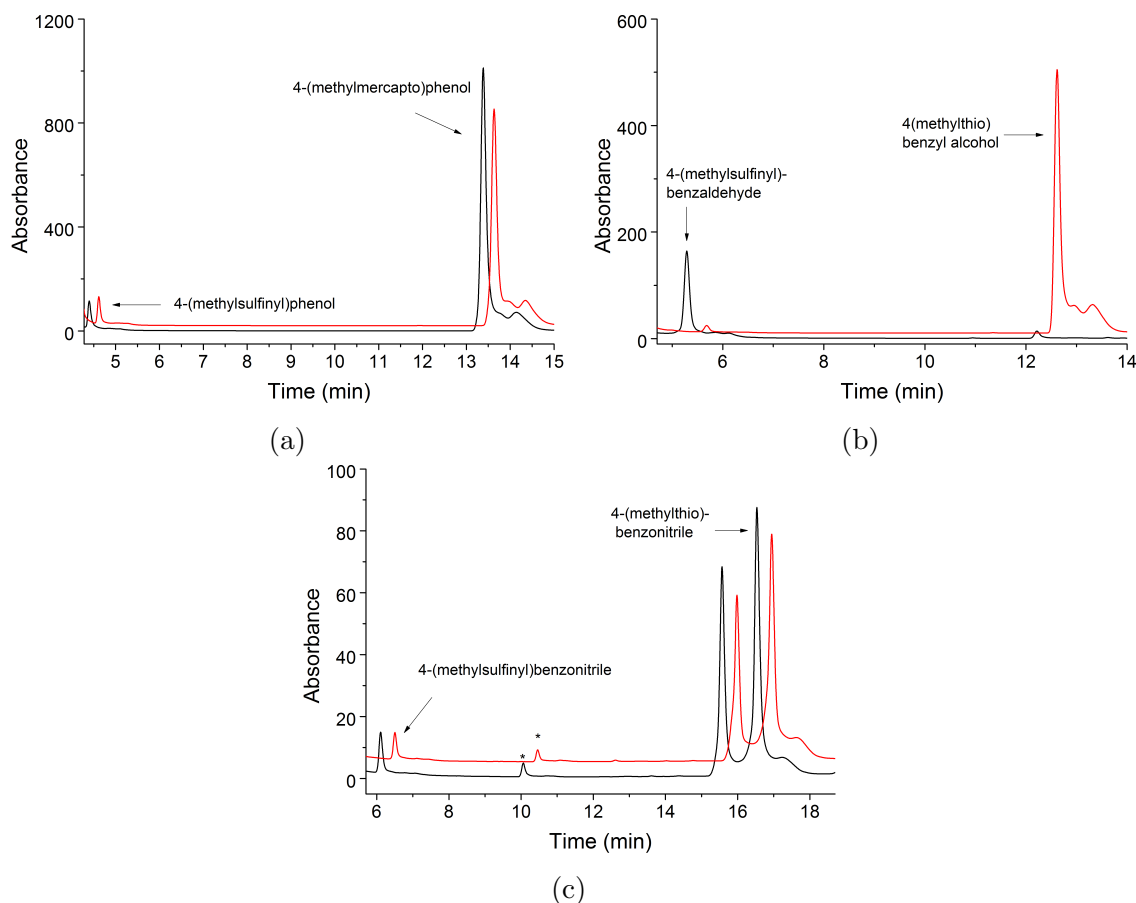 1200
800
400
0
Absorbance
4-(methylmercapto)phenol
4-(methylsulfinyl)phenol
5 6 7 8 9 10 11 12 13 14 15
Time (min)
(a)
600
400
200
0
Absorbance
4(methylthio)
benzyl alcohol
4-(methylsulfinyl)-
benzaldehyde
6 8 10 12 14
Time (min)
(b)
100
80
60
40
20
0
Absorbance
4-(methylthio)-
benzonitrile
4-(methylsulfinyl)benzonitrile
*
*
6 8 10 12 14 16 18
Time (min)
(c)